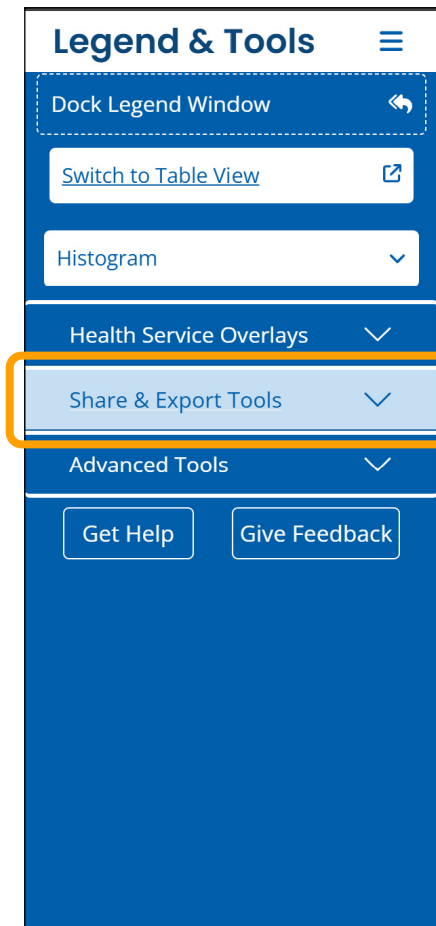 Legend & Tools
Dock Legend Window
Switch to Table View
Histogram
Health Service Overlays
Share & Export Tools
Advanced Tools
Get Help Give Feedback